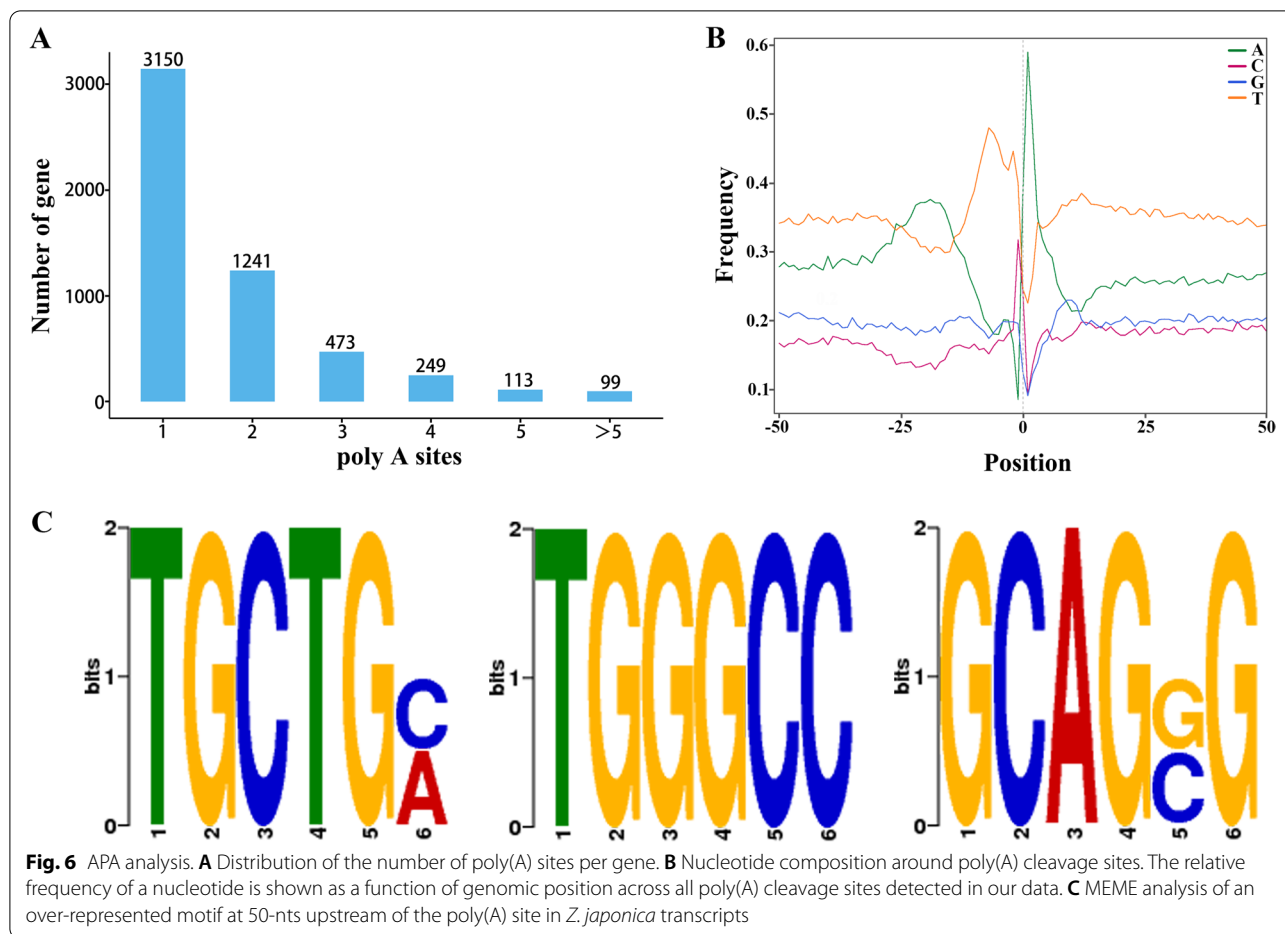 A
3150
3000
1241
2000
1000
473
249
113
99
0
1 2 3 4 5 >5
Number of gene
poly A sites
B
0.6
0.5
0.4
0.3
0.2
0.1
Frequency
A
C
G
T
-50 -25 0 25 50
Position
C
2
bits
1
0
TGCTGC
A
1 2 3 4 5 6
2
bits
1
0
TGGGCC
1 2 3 4 5 6
2
bits
1
0
GCAGGG
C
1 2 3 4 5 6
Fig. 6 APA analysis. A Distribution of the number of poly(A) sites per gene. B Nucleotide composition around poly(A) cleavage sites. The relative
frequency of a nucleotide is shown as a function of genomic position across all poly(A) cleavage sites detected in our data. C MEME analysis of an
over-represented motif at 50-nts upstream of the poly(A) site in Z. japonica transcripts